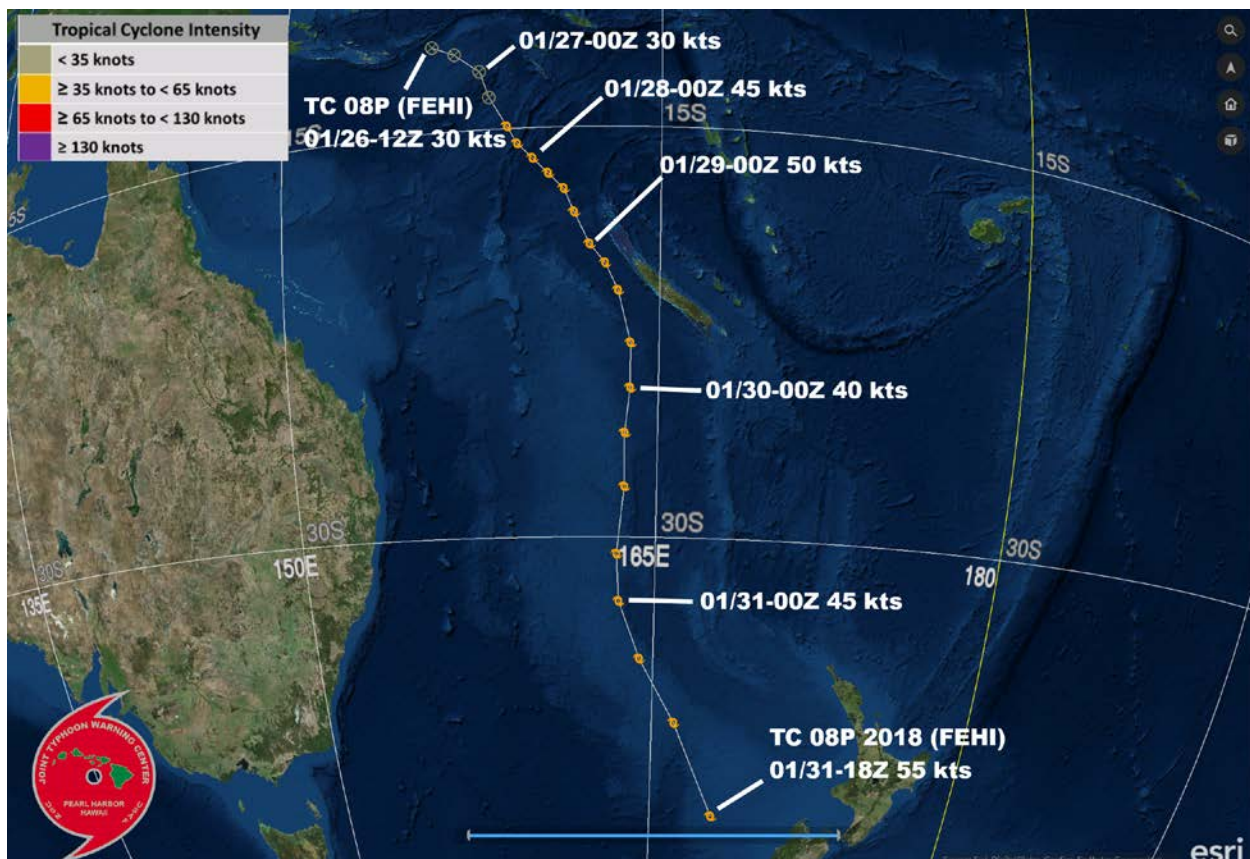 Tropical Cyclone Intensity
< 35 knots
≥ 35 knots to < 65 knots
≥ 65 knots to < 130 knots
≥ 130 knots
01/27-00Z 30 kts
TC 08P (FEHI)
01/26-12Z 30 kts
01/28-00Z 45 kts
15S
15S
15S
01/29-00Z 50 kts
01/30-00Z 40 kts
30S
30S
30S
30S
135E
150E
165E
180
01/31-00Z 45 kts
TC 08P 2018 (FEHI)
01/31-18Z 55 kts
JOINT TYPHOON WARNING CENTER
PEARL HARBOR
HAWAII
esri